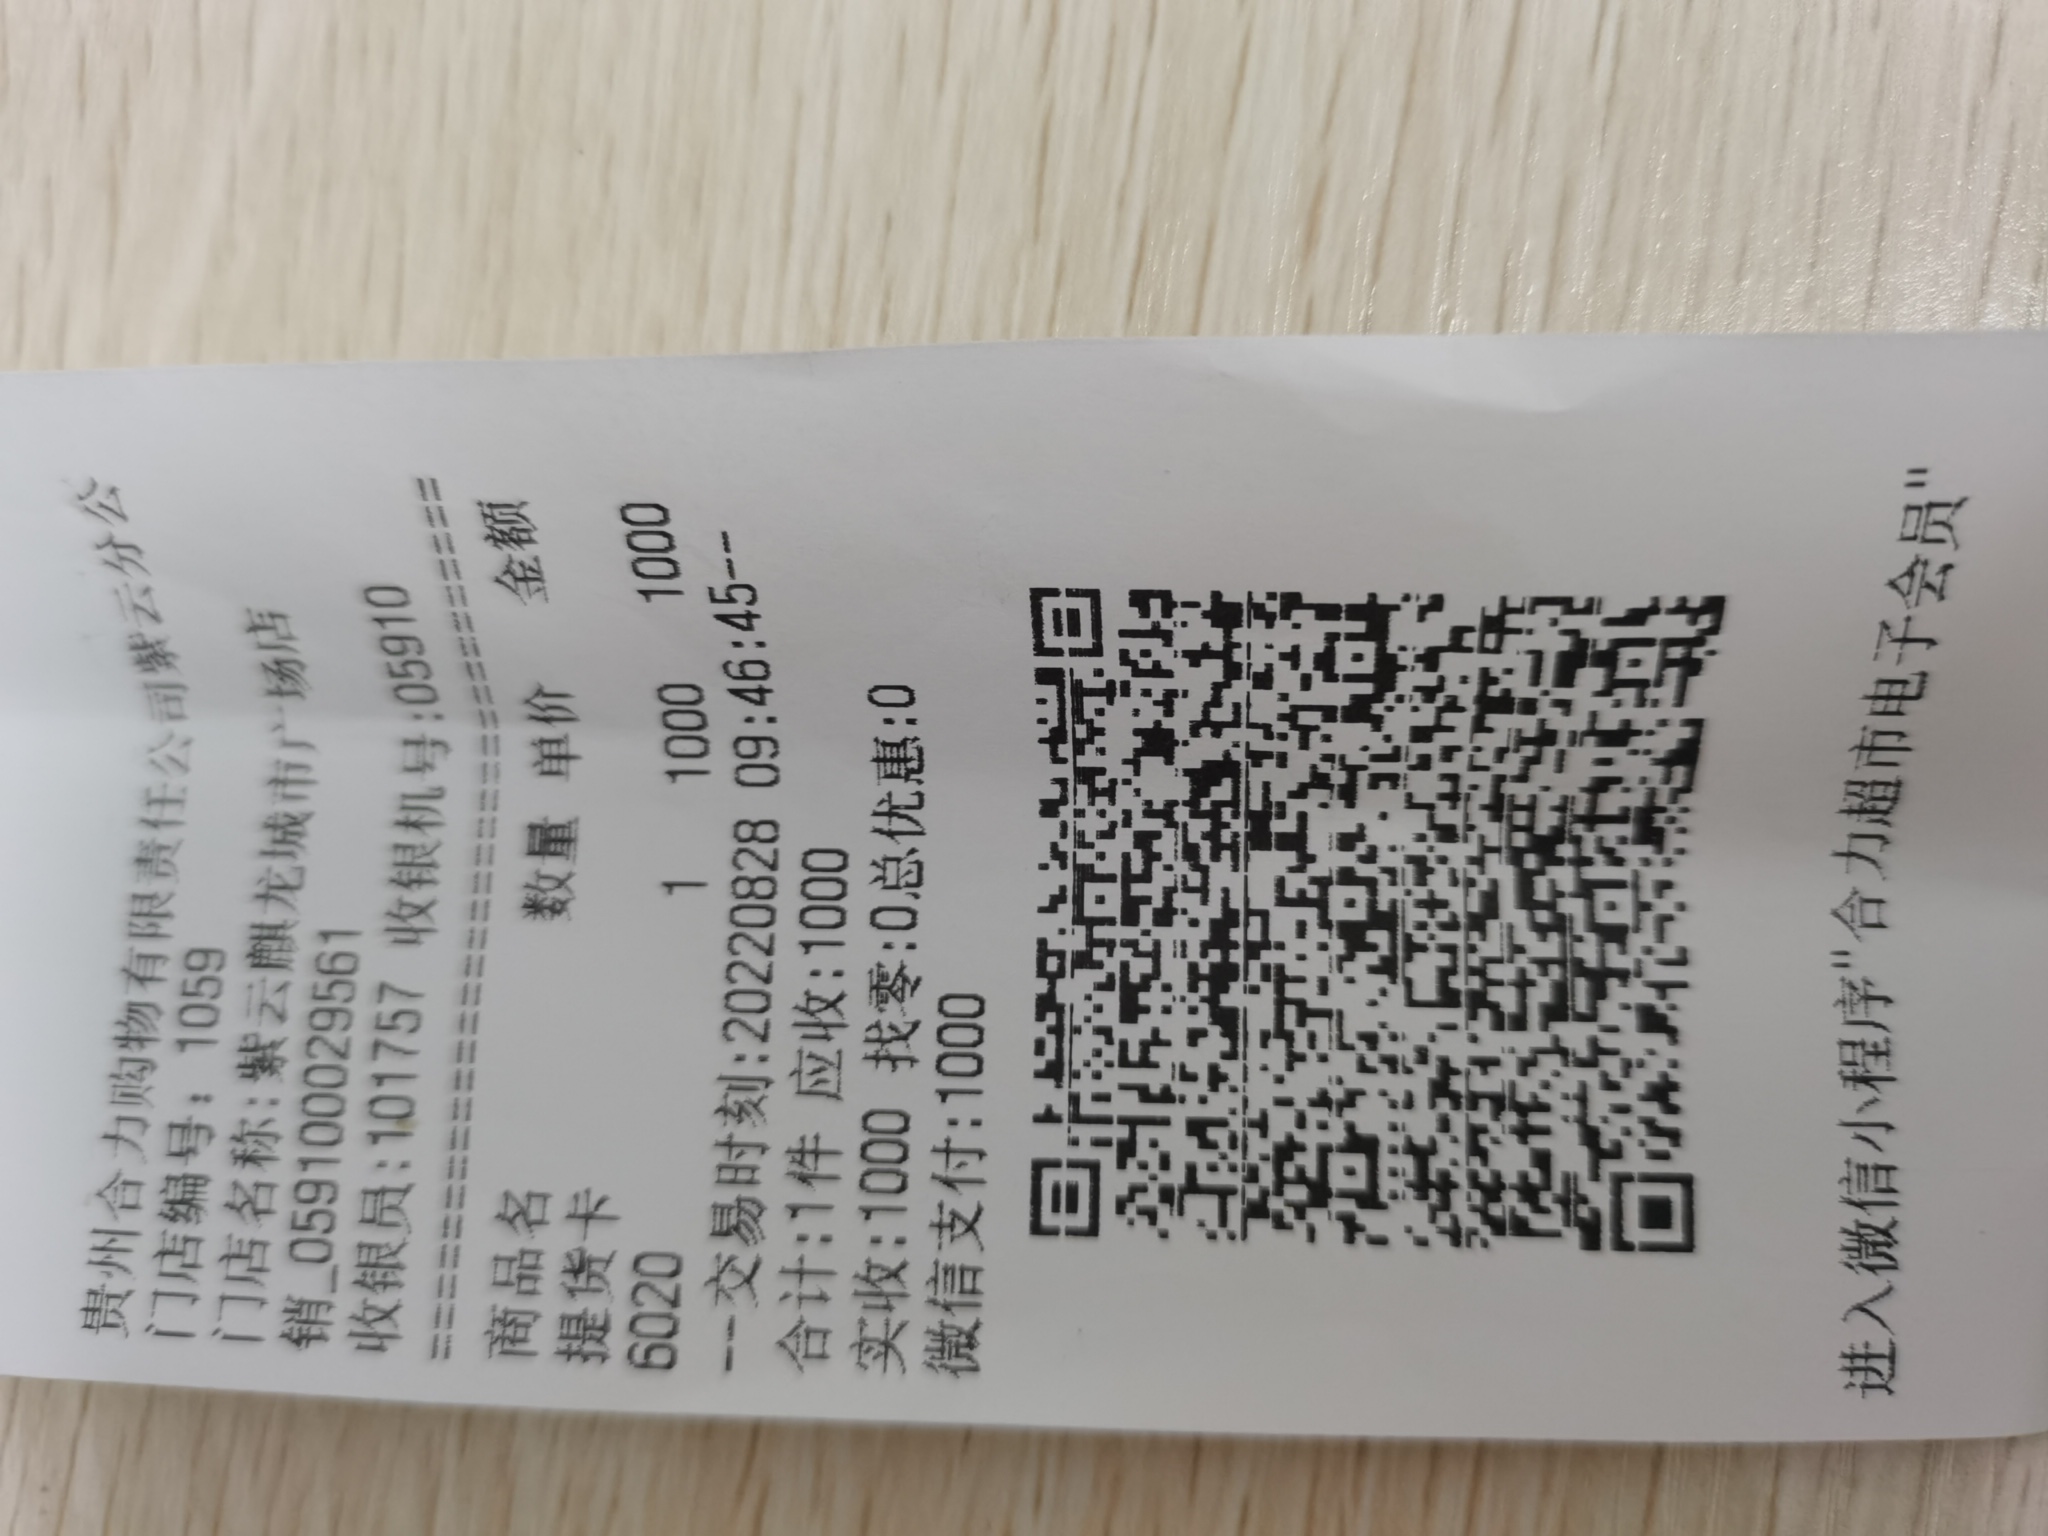 贵州合力购物有限责任公司紫云分公
门店编号: 1059
门店名称:紫云麒龙城市广场店
销_0591000295​61
收银员:101757 收银机号:05910
================================
商品名 数量 单价 金额
提货卡
6020 1 1000 1000
--交易时刻:20220828 09:46:45--
合计:1件 应收:1000
实收:1000 找零:0总优惠:0
微信支付:1000
进入微信小程序"合力超市电子会员"